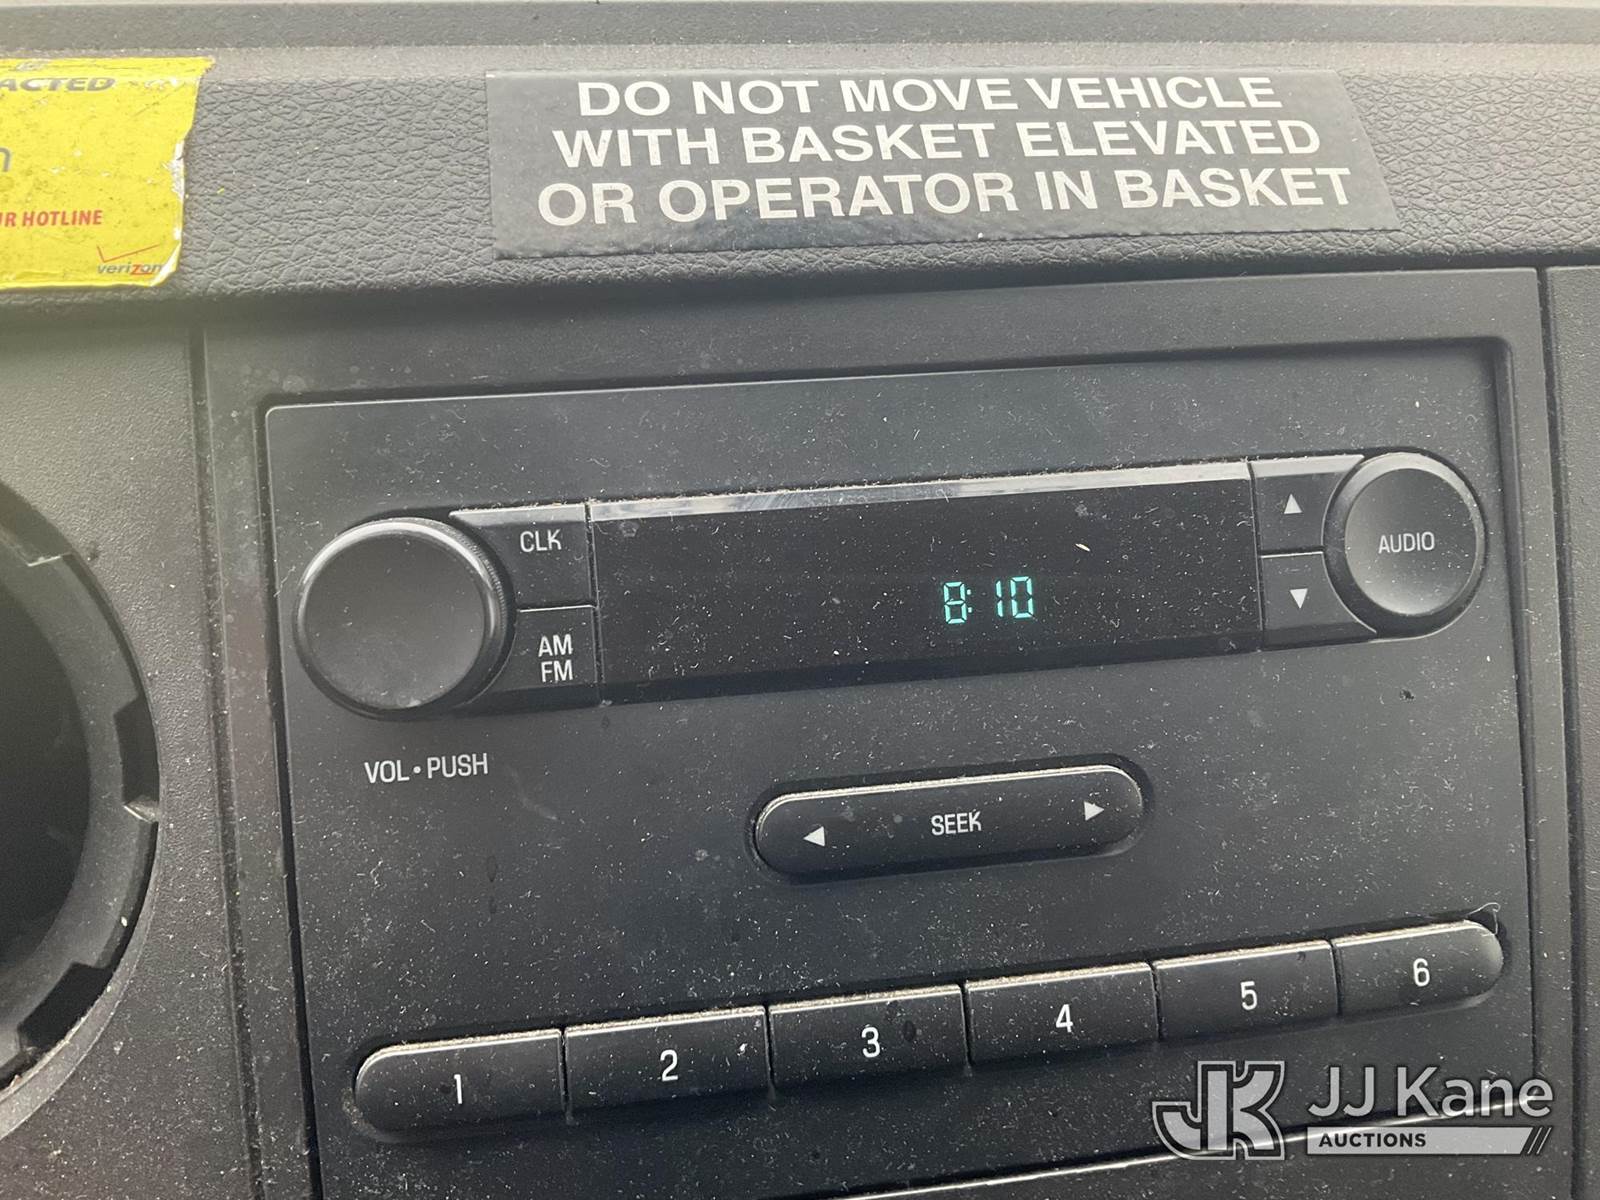 DO NOT MOVE VEHICLE
WITH BASKET ELEVATED
OR OPERATOR IN BASKET
HOTLINE
verizon
CLK
AM
FM
8:10
AUDIO
VOL • PUSH
SEEK
1 2 3 4 5 6
JK JJ Kane
AUCTIONS